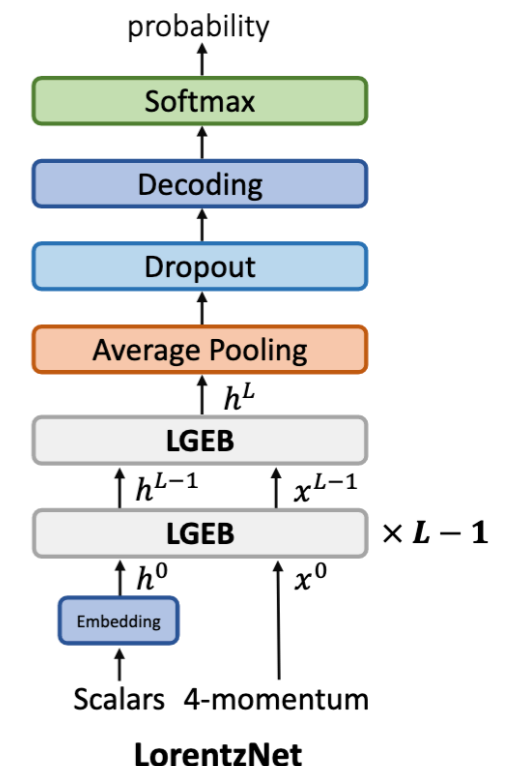 probability
Softmax
Decoding
Dropout
Average Pooling
h^L
LGEB
h^{L-1} x^{L-1}
LGEB × L − 1
h^0 x^0
Embedding
Scalars 4-momentum
LorentzNet